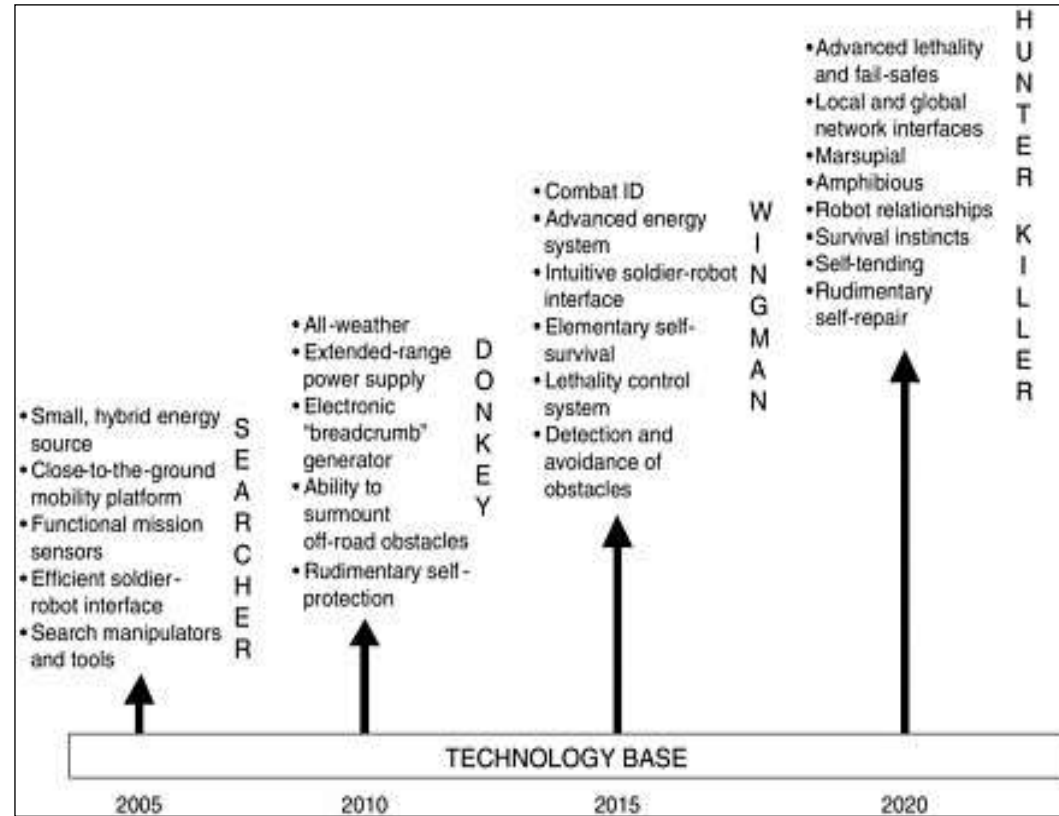 • Small, hybrid energy
source
• Close-to-the-ground
mobility platform
• Functional mission
sensors
• Efficient soldier-
robot interface
• Search manipulators
and tools
SEARCHER
• All-weather
• Extended-range
power supply
• Electronic
"breadcrumb"
generator
• Ability to
surmount
off-road obstacles
• Rudimentary self-
protection
DONKEY
• Combat ID
• Advanced energy
system
• Intuitive soldier-robot
interface
• Elementary self-
survival
• Lethality control
system
• Detection and
avoidance of
obstacles
WINGMAN
• Advanced lethality
and fail-safes
• Local and global
network interfaces
• Marsupial
• Amphibious
• Robot relationships
• Survival instincts
• Self-tending
• Rudimentary
self-repair
HUNTER KILLER
TECHNOLOGY BASE
2005 2010 2015 2020